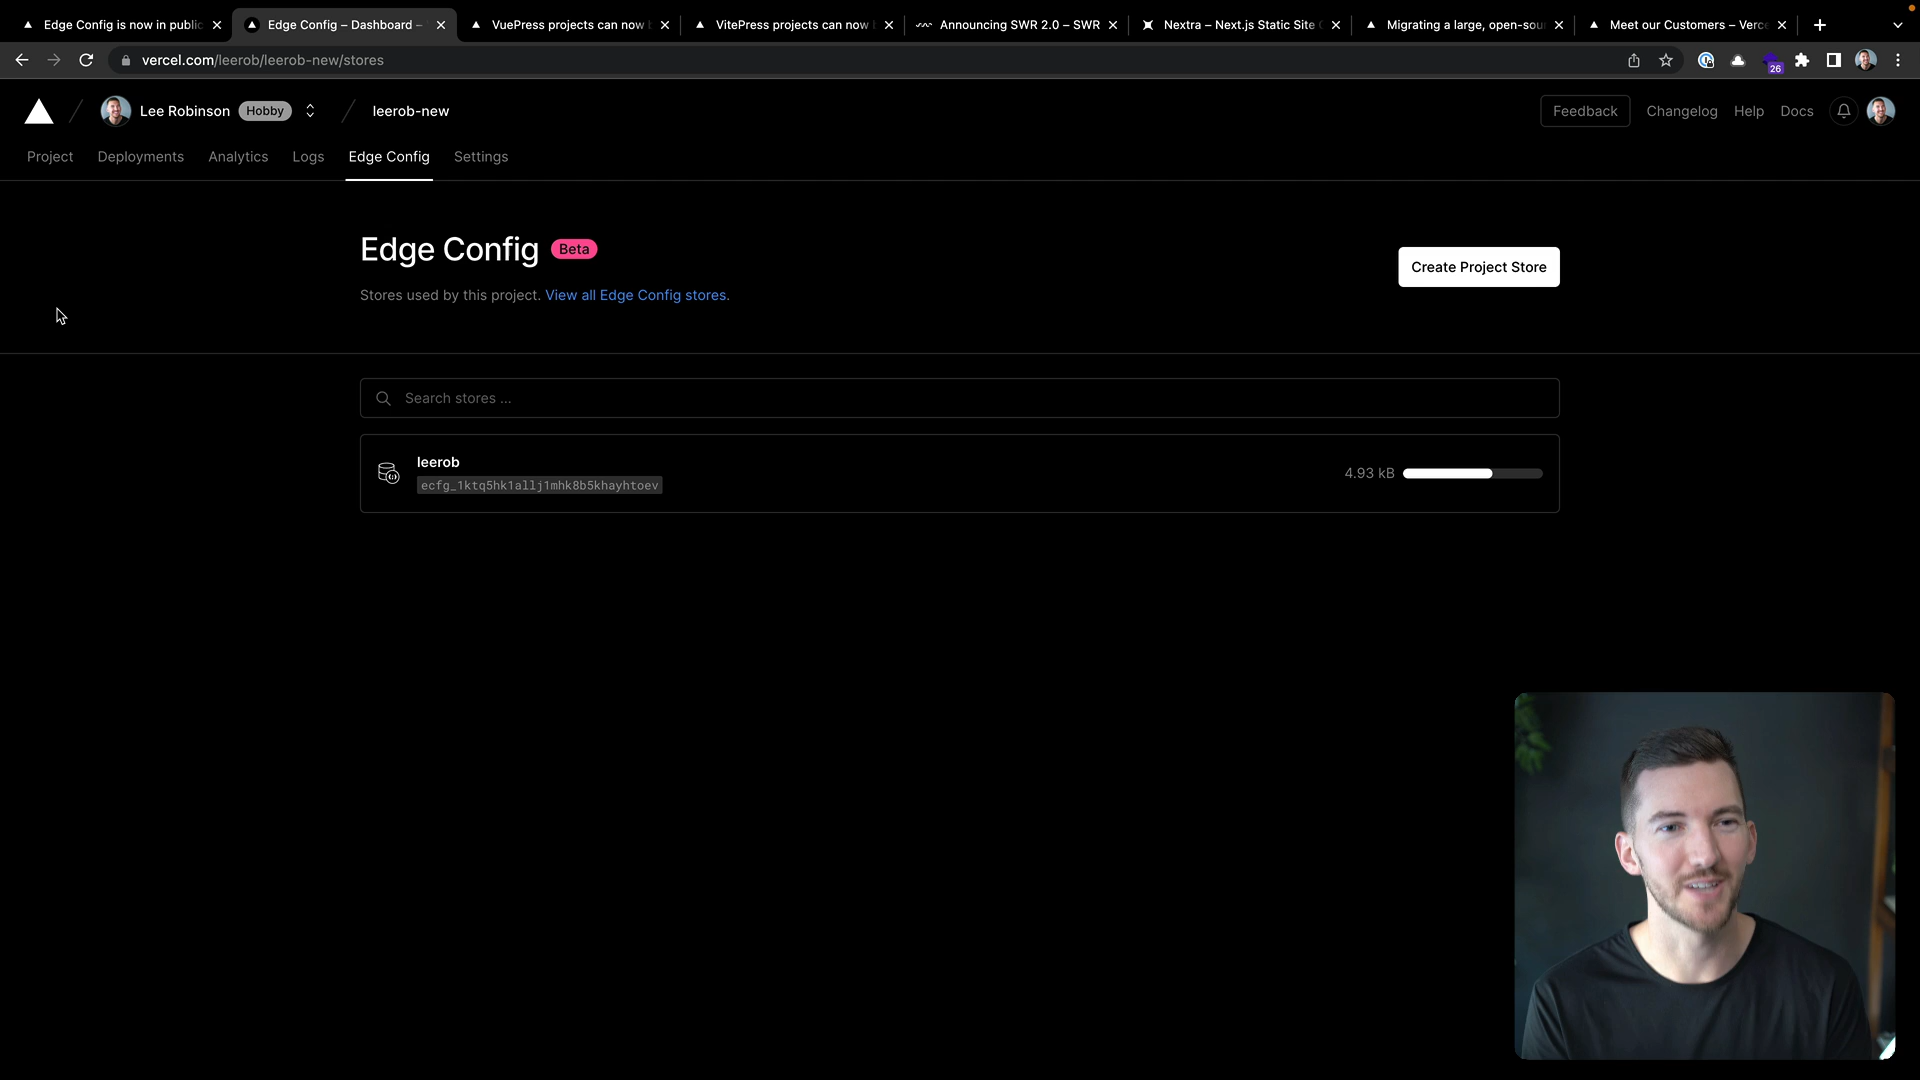 Edge Config is now in public
Edge Config – Dashboard –
VuePress projects can now
VitePress projects can now
Announcing SWR 2.0 – SWR
Nextra – Next.js Static Site
Migrating a large, open-sou
Meet our Customers – Verce
vercel.com/leerob/leerob-new/stores
26
Lee Robinson
Hobby
leerob-new
Feedback
Changelog
Help
Docs
Project
Deployments
Analytics
Logs
Edge Config
Settings
Edge Config
Beta
Create Project Store
Stores used by this project. View all Edge Config stores.
Search stores ...
leerob
4.93 kB
ecfg_1ktq5hk1allj1mhk8b5khayhtoev